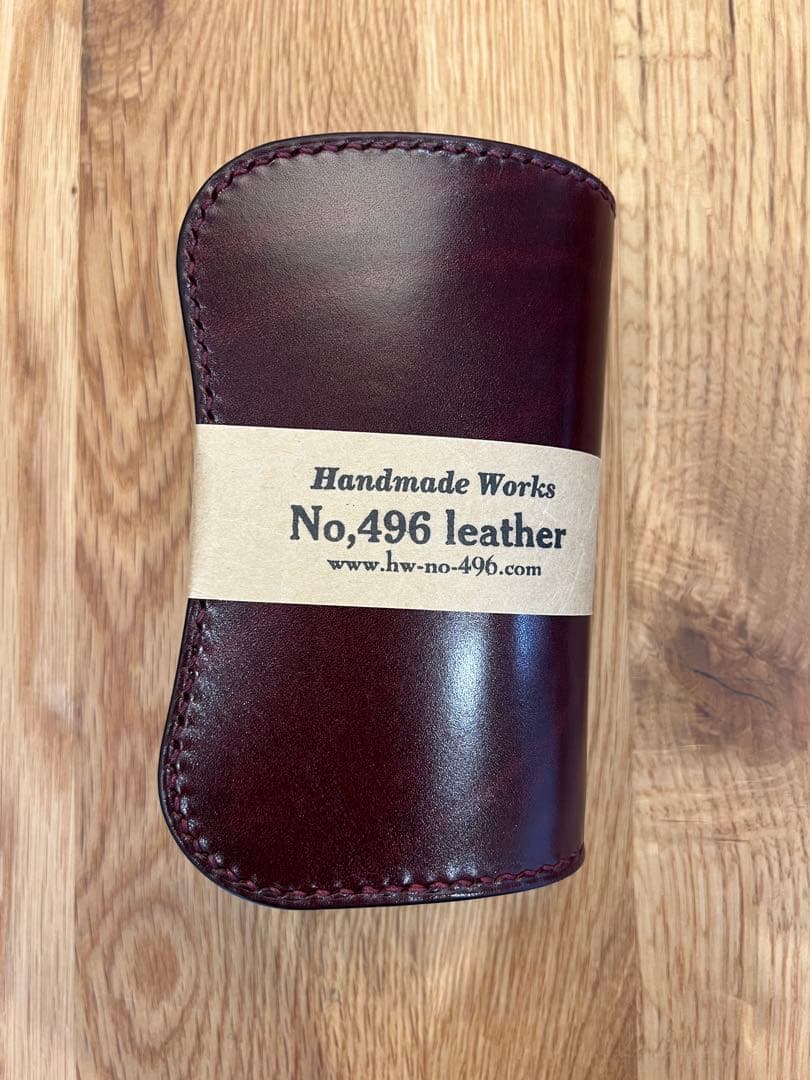 Handmade Works
No,496 leather
www.hw-no-496.com